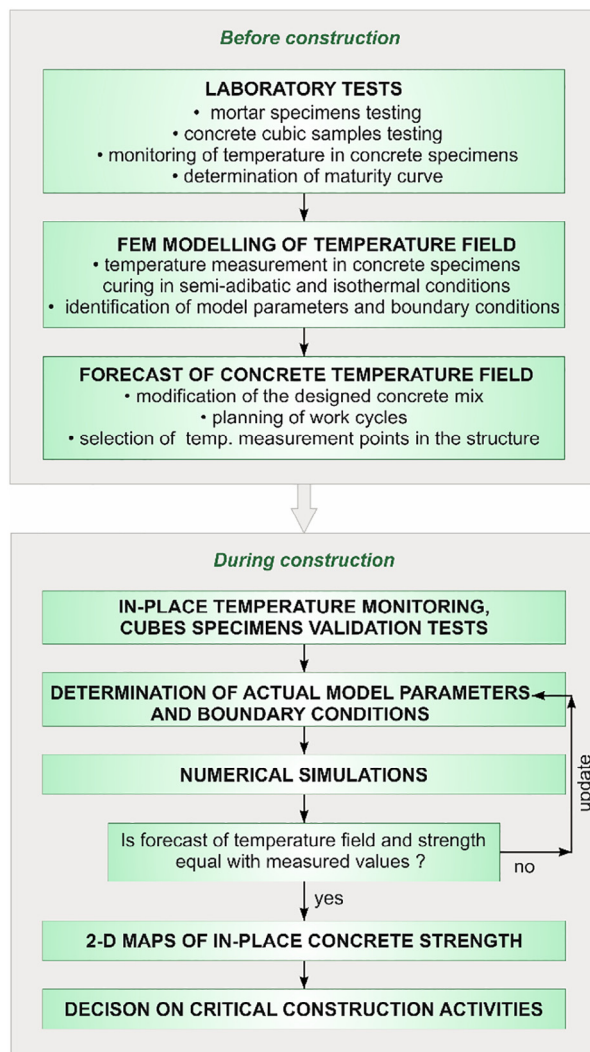 Before construction
LABORATORY TESTS
• mortar specimens testing
• concrete cubic samples testing
• monitoring of temperature in concrete specimens
• determination of maturity curve
FEM MODELLING OF TEMPERATURE FIELD
• temperature measurement in concrete specimens
curing in semi-adibatic and isothermal conditions
• identification of model parameters and boundary conditions
FORECAST OF CONCRETE TEMPERATURE FIELD
• modification of the designed concrete mix
• planning of work cycles
• selection of temp. measurement points in the structure
During construction
IN-PLACE TEMPERATURE MONITORING,
CUBES SPECIMENS VALIDATION TESTS
DETERMINATION OF ACTUAL MODEL PARAMETERS
AND BOUNDARY CONDITIONS
NUMERICAL SIMULATIONS
update
Is forecast of temperature field and strength
equal with measured values ?
no
yes
2-D MAPS OF IN-PLACE CONCRETE STRENGTH
DECISON ON CRITICAL CONSTRUCTION ACTIVITIES